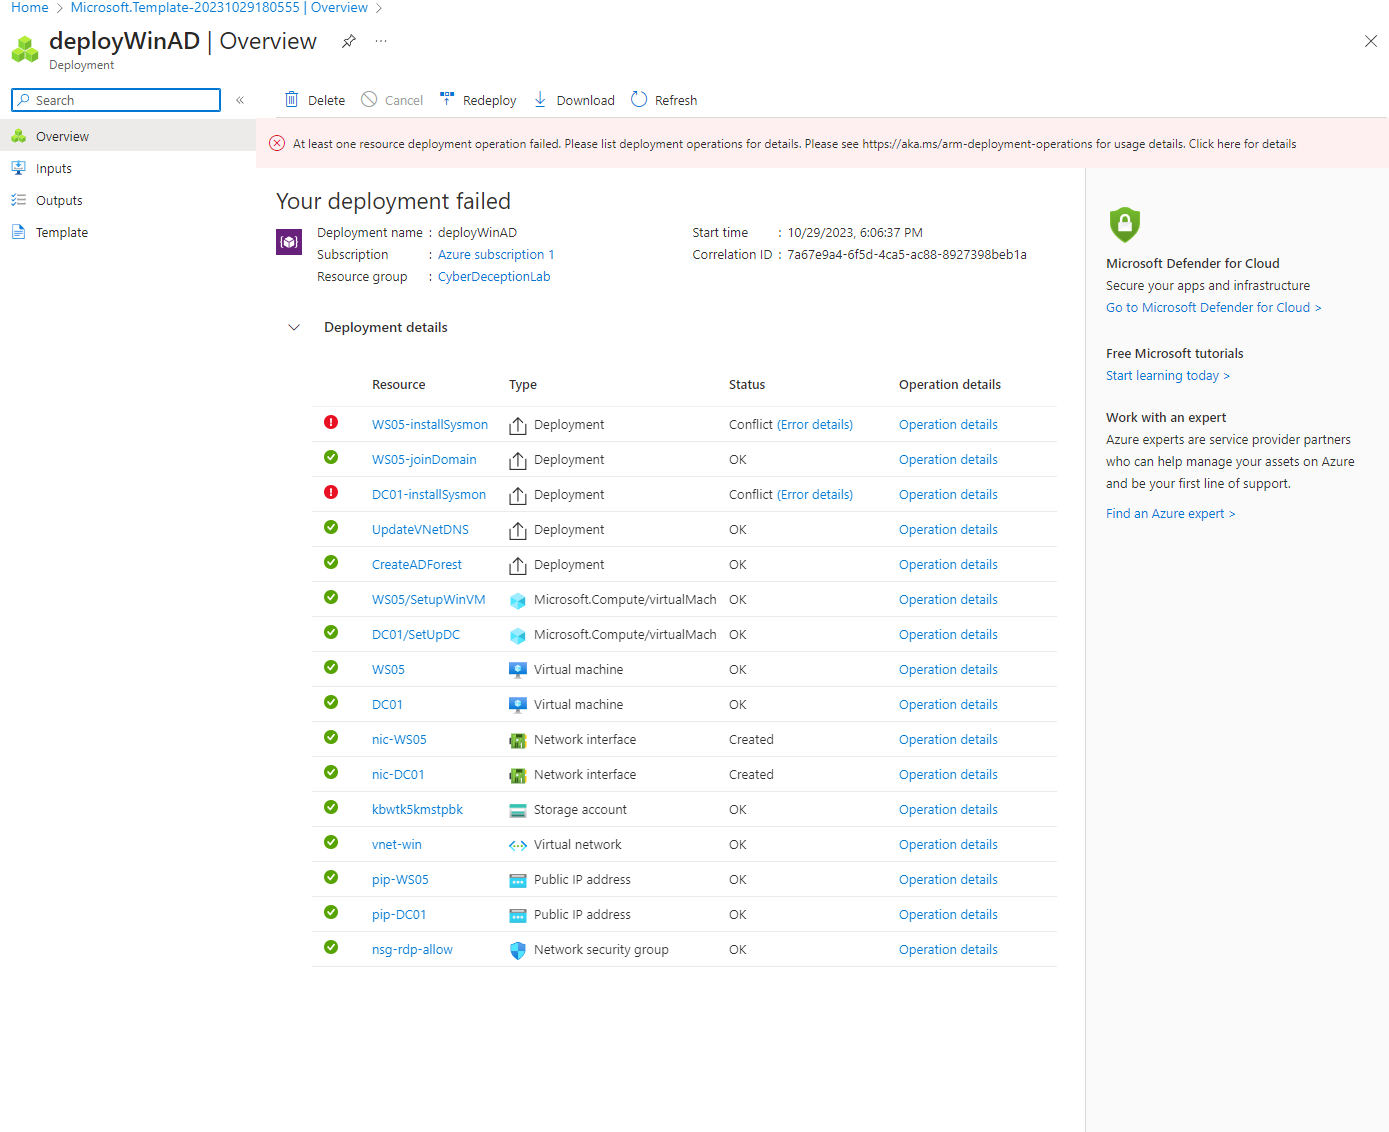 Home > Microsoft.Template-20231029180555 | Overview >
deployWinAD | Overview ...
Deployment
Search «
Delete Cancel Redeploy Download Refresh
Overview
Inputs
Outputs
Template
At least one resource deployment operation failed. Please list deployment operations for details. Please see https://aka.ms/arm-deployment-operations for usage details. Click here for details
Your deployment failed
Deployment name : deployWinAD
Subscription : Azure subscription 1
Resource group : CyberDeceptionLab
Start time : 10/29/2023, 6:06:37 PM
Correlation ID : 7a67e9a4-6f5d-4ca5-ac88-8927398beb1a
Deployment details
Resource Type Status Operation details
WS05-installSysmon Deployment Conflict (Error details) Operation details
WS05-joinDomain Deployment OK Operation details
DC01-installSysmon Deployment Conflict (Error details) Operation details
UpdateVNetDNS Deployment OK Operation details
CreateADForest Deployment OK Operation details
WS05/SetupWinVM Microsoft.Compute/virtualMach OK Operation details
DC01/SetUpDC Microsoft.Compute/virtualMach OK Operation details
WS05 Virtual machine OK Operation details
DC01 Virtual machine OK Operation details
nic-WS05 Network interface Created Operation details
nic-DC01 Network interface Created Operation details
kbwtk5kmstpbk Storage account OK Operation details
vnet-win Virtual network OK Operation details
pip-WS05 Public IP address OK Operation details
pip-DC01 Public IP address OK Operation details
nsg-rdp-allow Network security group OK Operation details
Microsoft Defender for Cloud
Secure your apps and infrastructure
Go to Microsoft Defender for Cloud >
Free Microsoft tutorials
Start learning today >
Work with an expert
Azure experts are service provider partners
who can help manage your assets on Azure
and be your first line of support.
Find an Azure expert >